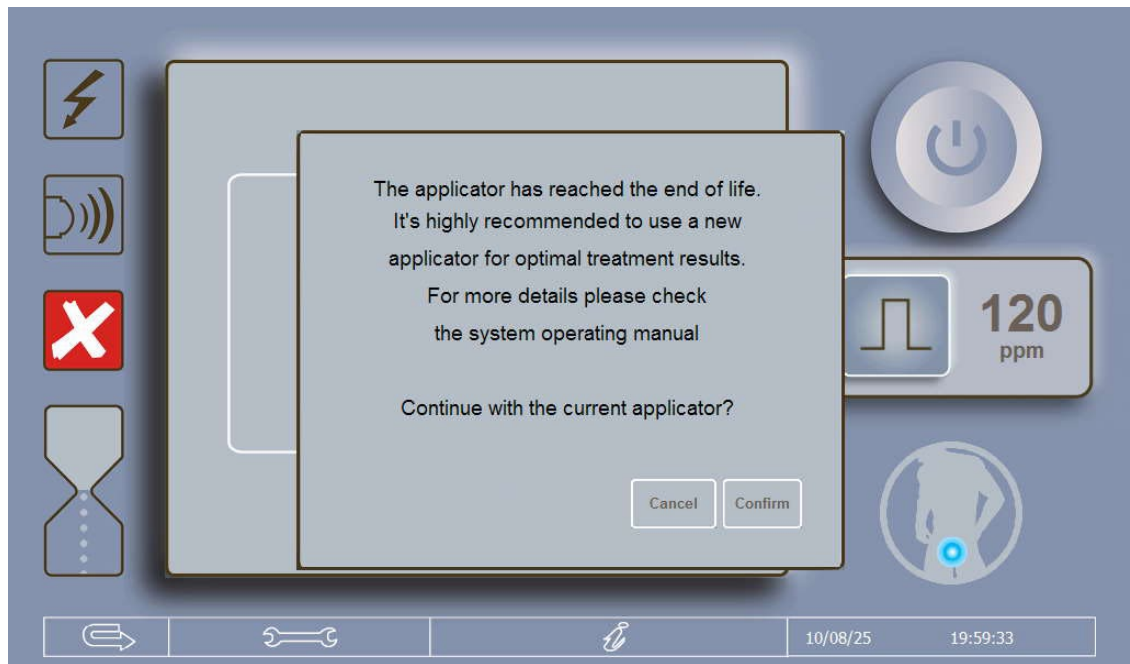 The applicator has reached the end of life.
It's highly recommended to use a new
applicator for optimal treatment results.
For more details please check
the system operating manual
Continue with the current applicator?
Cancel Confirm
120
ppm
10/08/25 19:59:33